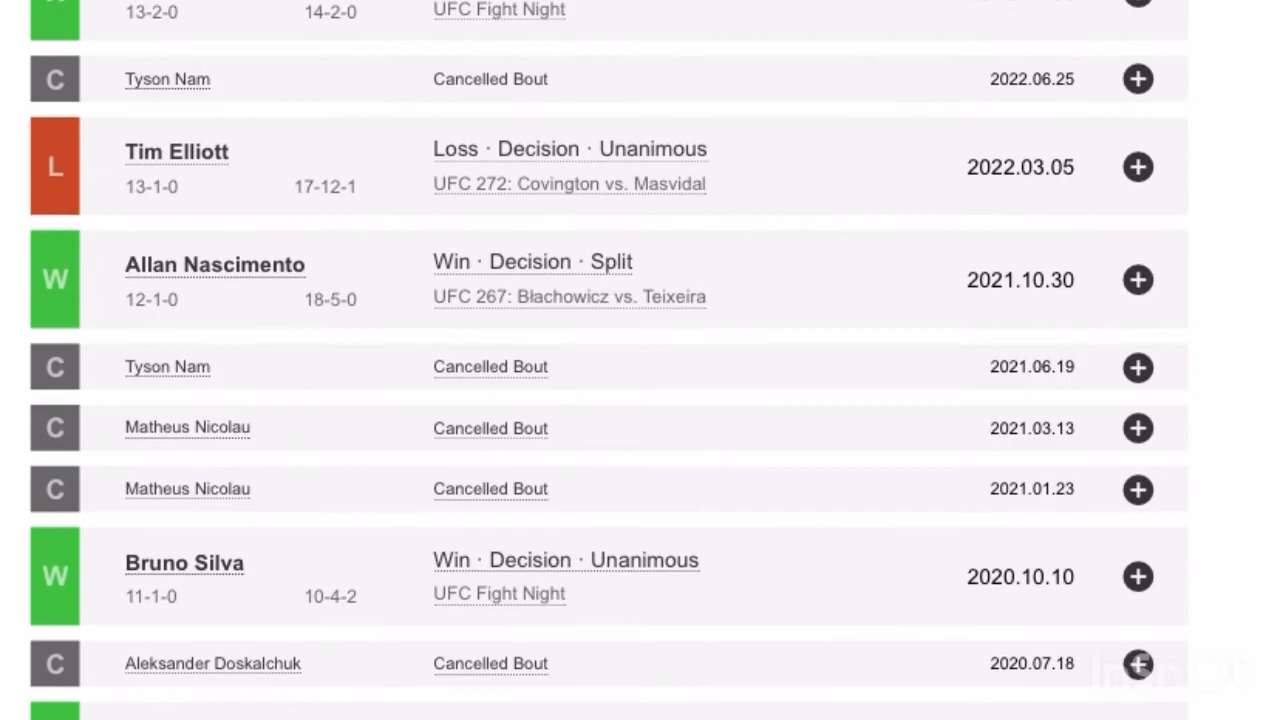 13-2-0 14-2-0 UFC Fight Night
C Tyson Nam Cancelled Bout 2022.06.25
L Tim Elliott Loss · Decision · Unanimous 2022.03.05
13-1-0 17-12-1 UFC 272: Covington vs. Masvidal
W Allan Nascimento Win · Decision · Split 2021.10.30
12-1-0 18-5-0 UFC 267: Błachowicz vs. Teixeira
C Tyson Nam Cancelled Bout 2021.06.19
C Matheus Nicolau Cancelled Bout 2021.03.13
C Matheus Nicolau Cancelled Bout 2021.01.23
W Bruno Silva Win · Decision · Unanimous 2020.10.10
11-1-0 10-4-2 UFC Fight Night
C Aleksander Doskalchuk Cancelled Bout 2020.07.18